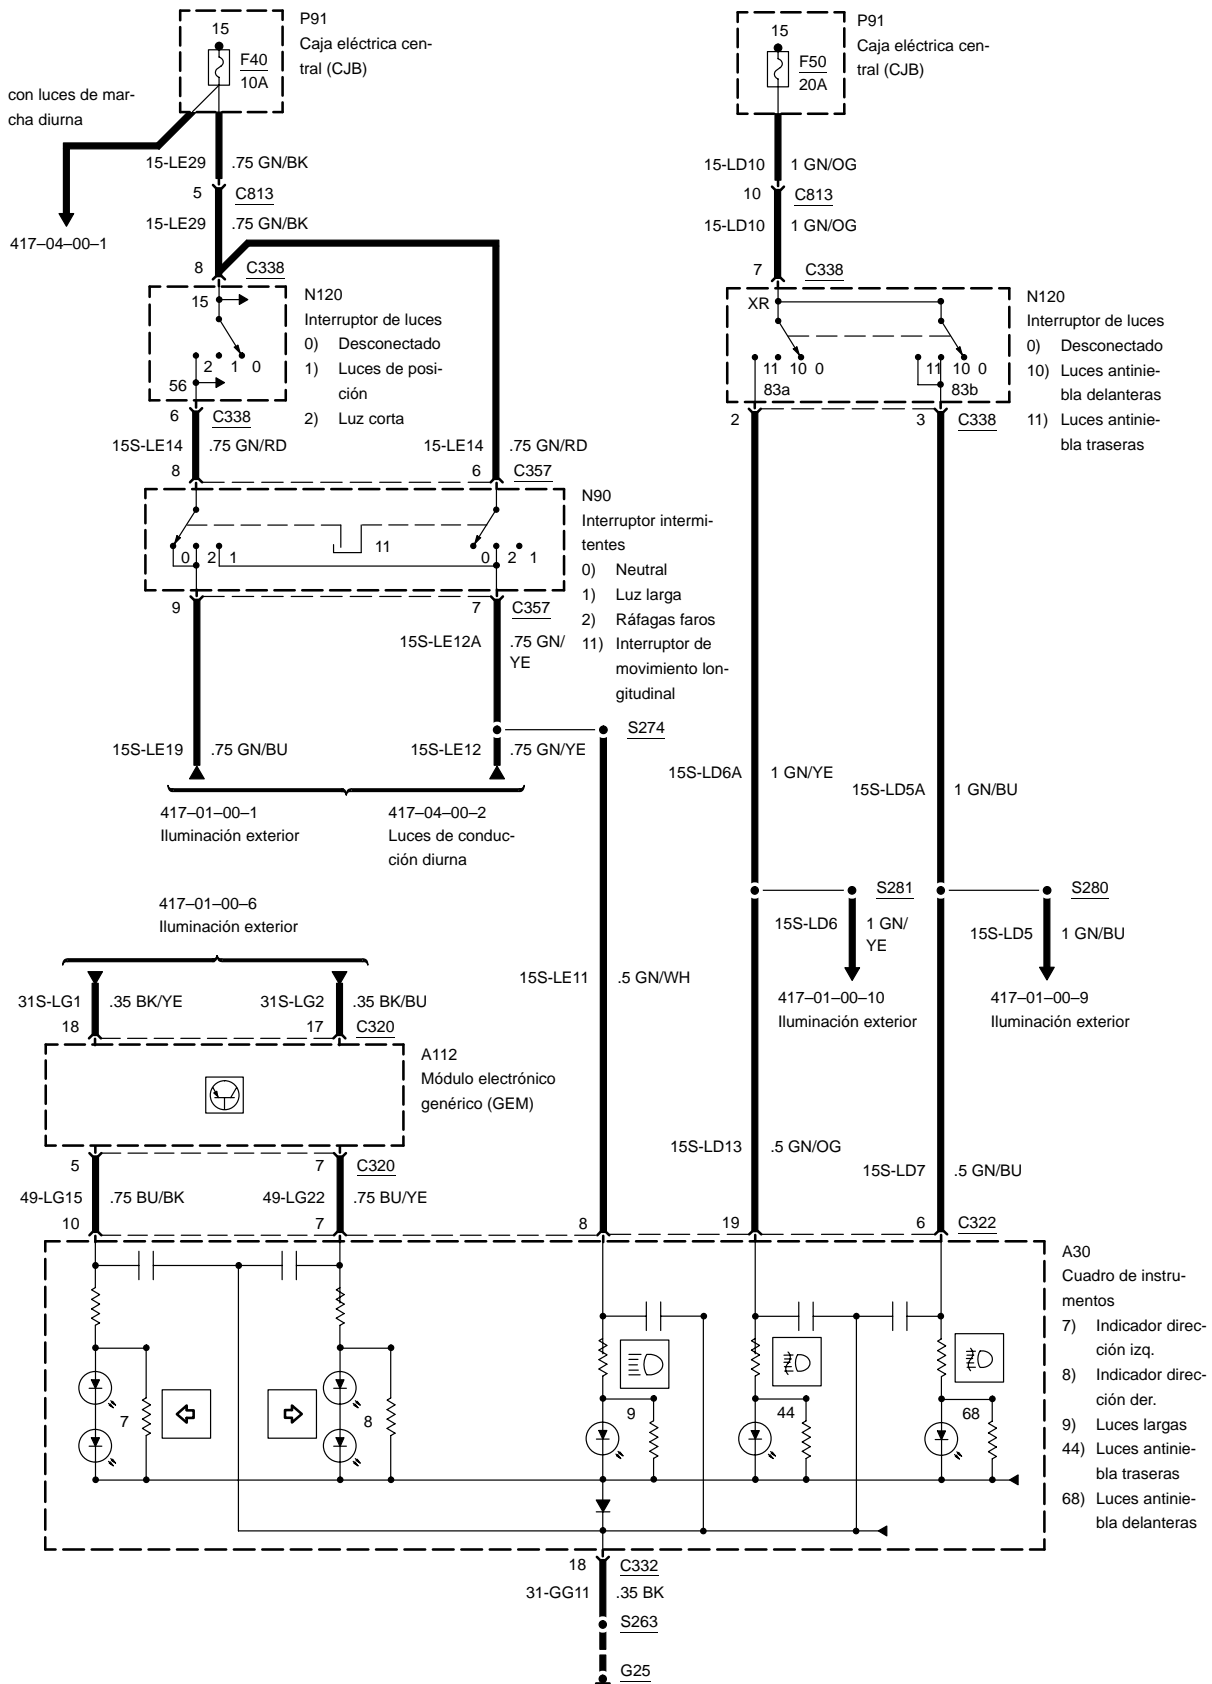 P91
Caja eléctrica cen-
tral (CJB)
15
F40
10A
con luces de mar-
cha diurna
417–04–00–1
15-LE29 .75 GN/BK
5 C813
15-LE29 .75 GN/BK
8 C338
N120
Interruptor de luces
0) Desconectado
1) Luces de posi-
ción
2) Luz corta
15
2 1 0
56
6 C338
15S-LE14 .75 GN/RD
8
15-LE14 .75 GN/RD
6 C357
N90
Interruptor intermi-
tentes
0) Neutral
1) Luz larga
2) Ráfagas faros
11) Interruptor de
movimiento lon-
gitudinal
0 2 1
11
0 2 1
9
7 C357
15S-LE12A .75 GN/
YE
S274
15S-LE19 .75 GN/BU
15S-LE12 .75 GN/YE
417–01–00–1
Iluminación exterior
417–04–00–2
Luces de conduc-
ción diurna
P91
Caja eléctrica cen-
tral (CJB)
15
F50
20A
15-LD10 1 GN/OG
10 C813
15-LD10 1 GN/OG
7 C338
N120
Interruptor de luces
0) Desconectado
10) Luces antinie-
bla delanteras
11) Luces antinie-
bla traseras
XR
11 10 0
83a
11 10 0
83b
2
3 C338
15S-LD6A 1 GN/YE
15S-LD5A 1 GN/BU
S281
S280
15S-LD6 1 GN/
YE
15S-LD5 1 GN/BU
417–01–00–10
Iluminación exterior
417–01–00–9
Iluminación exterior
417–01–00–6
Iluminación exterior
31S-LG1 .35 BK/YE
31S-LG2 .35 BK/BU
18
17 C320
A112
Módulo electrónico
genérico (GEM)
5
7 C320
49-LG15 .75 BU/BK
49-LG22 .75 BU/YE
15S-LE11 .5 GN/WH
15S-LD13 .5 GN/OG
15S-LD7 .5 GN/BU
10
7
8
19
6 C322
A30
Cuadro de instru-
mentos
7) Indicador direc-
ción izq.
8) Indicador direc-
ción der.
9) Luces largas
44) Luces antinie-
bla traseras
68) Luces antinie-
bla delanteras
7
8
9
44
68
18 C332
31-GG11 .35 BK
S263
G25